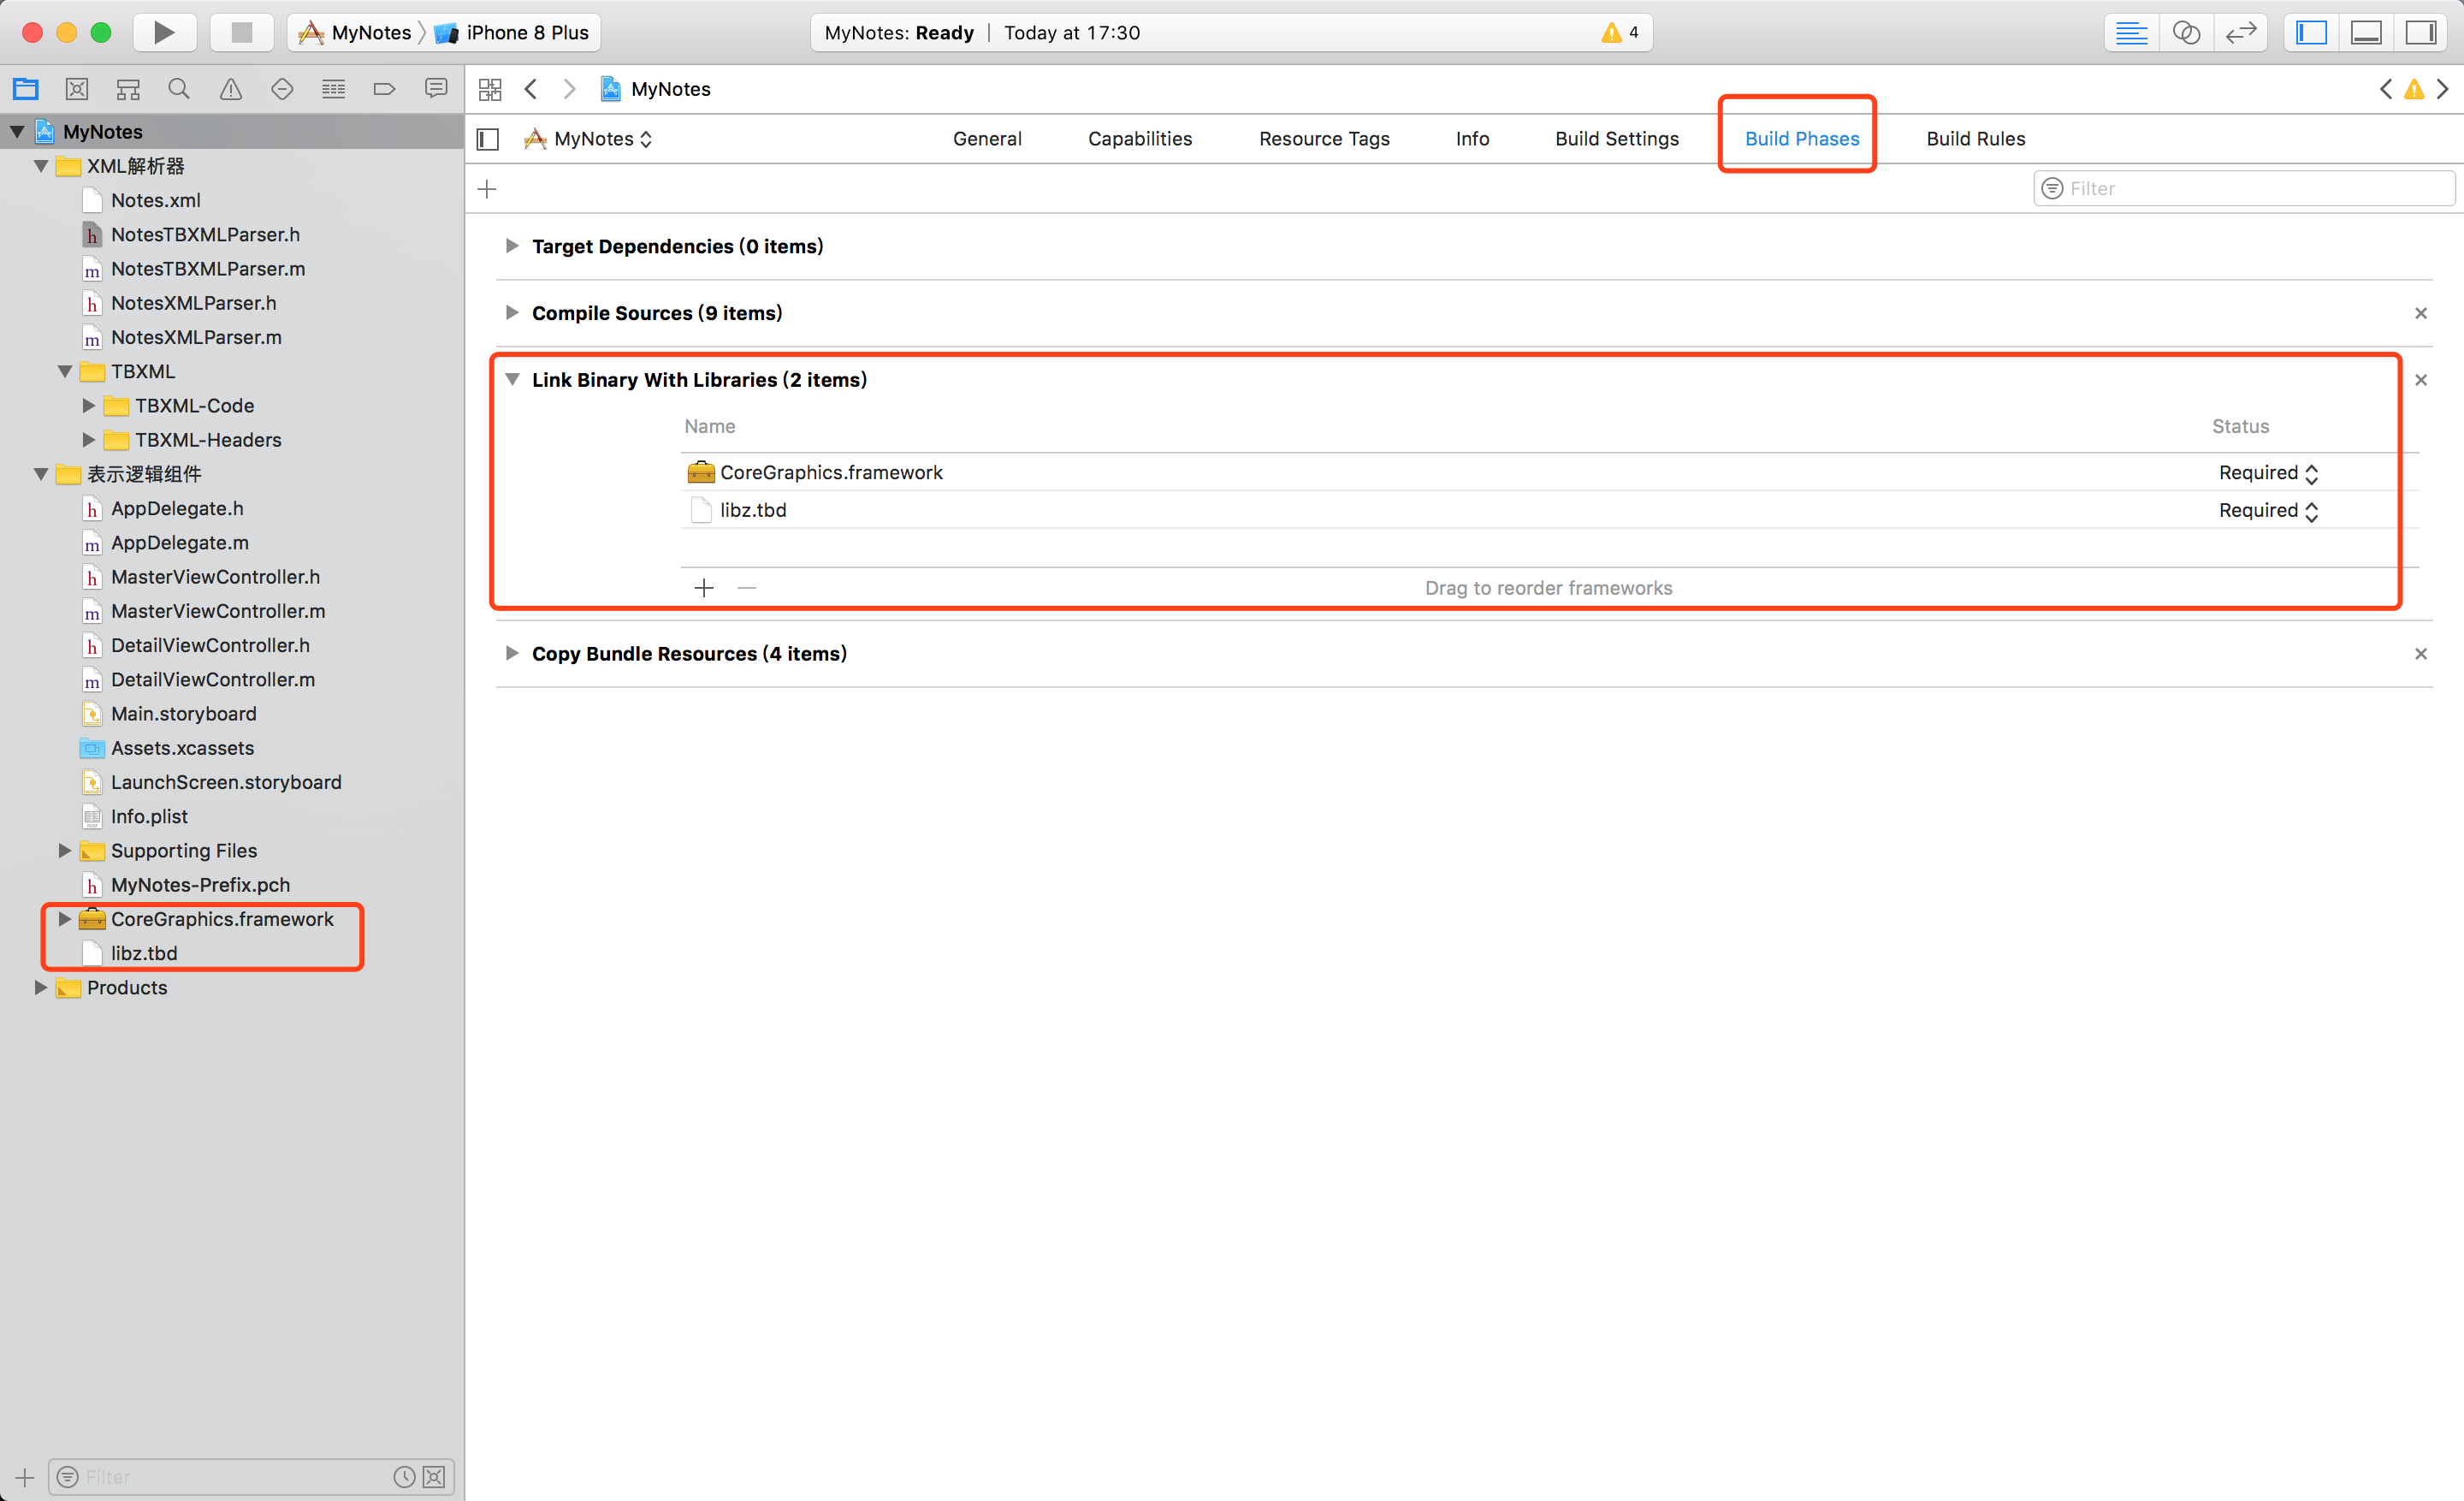 MyNotes iPhone 8 Plus
MyNotes: Ready Today at 17:30 4
MyNotes
MyNotes
XML解析器
Notes.xml
h NotesTBXMLParser.h
m NotesTBXMLParser.m
h NotesXMLParser.h
m NotesXMLParser.m
TBXML
TBXML-Code
TBXML-Headers
表示逻辑组件
h AppDelegate.h
m AppDelegate.m
h MasterViewController.h
m MasterViewController.m
h DetailViewController.h
m DetailViewController.m
Main.storyboard
Assets.xcassets
LaunchScreen.storyboard
Info.plist
Supporting Files
h MyNotes-Prefix.pch
CoreGraphics.framework
libz.tbd
Products
Filter
MyNotes General Capabilities Resource Tags Info Build Settings Build Phases Build Rules
Filter
Target Dependencies (0 items)
Compile Sources (9 items)
Link Binary With Libraries (2 items)
Name Status
CoreGraphics.framework Required
libz.tbd Required
Drag to reorder frameworks
Copy Bundle Resources (4 items)